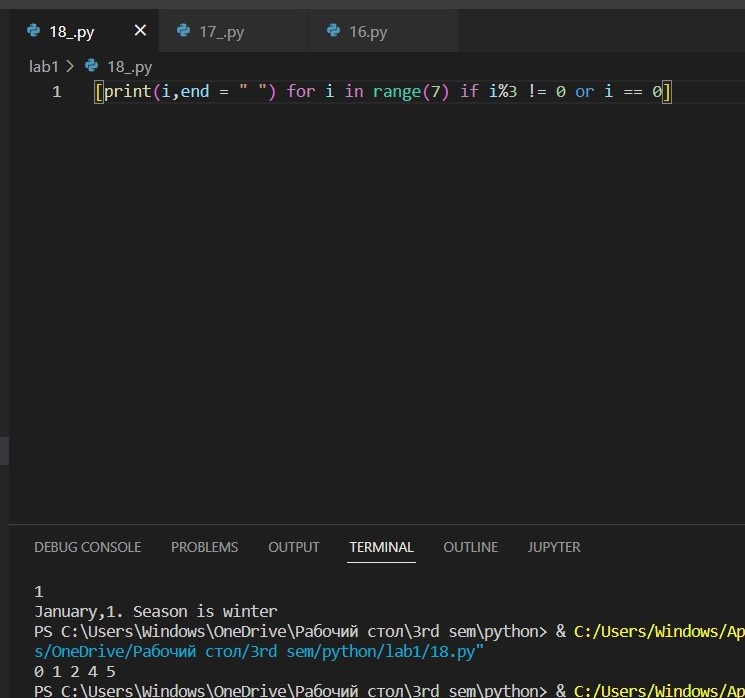 18_.py 17_.py 16.py
lab1 > 18_.py
1 [print(i,end = " ") for i in range(7) if i%3 != 0 or i == 0]
DEBUG CONSOLE PROBLEMS OUTPUT TERMINAL OUTLINE JUPYTER
1
January,1. Season is winter
PS C:\Users\Windows\OneDrive\Рабочий стол\3rd sem\python> & C:/Users/Windows/Ap
s/OneDrive/Рабочий стол/3rd sem/python/lab1/18.py"
0 1 2 4 5
PS C:\Users\Windows\OneDrive\Рабочий стол\3rd sem\python> & C:/Users/Windows/Ap